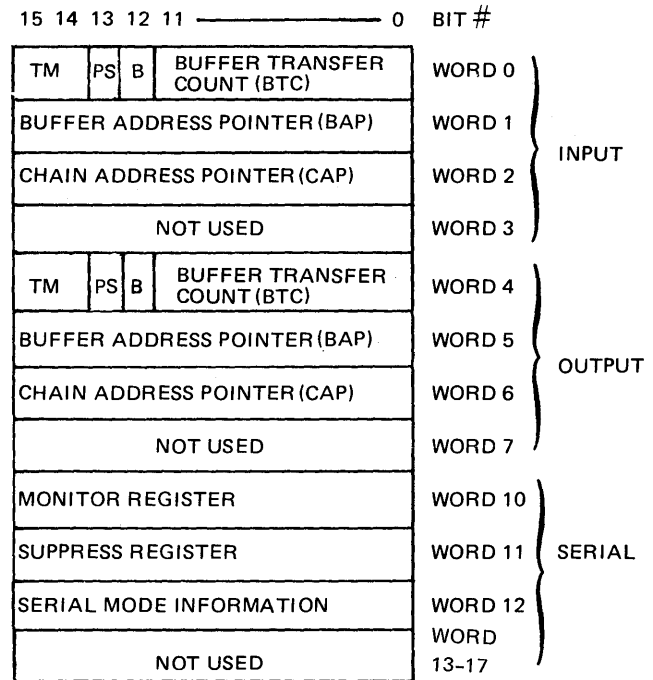 15 14 13 12 11 0 BIT #
TM PS B BUFFER TRANSFER COUNT (BTC) WORD 0
BUFFER ADDRESS POINTER (BAP) WORD 1
CHAIN ADDRESS POINTER (CAP) WORD 2
INPUT
NOT USED WORD 3
TM PS B BUFFER TRANSFER COUNT (BTC) WORD 4
BUFFER ADDRESS POINTER (BAP) WORD 5
OUTPUT
CHAIN ADDRESS POINTER (CAP) WORD 6
NOT USED WORD 7
MONITOR REGISTER WORD 10
SUPPRESS REGISTER WORD 11 SERIAL
SERIAL MODE INFORMATION WORD 12
NOT USED WORD 13-17